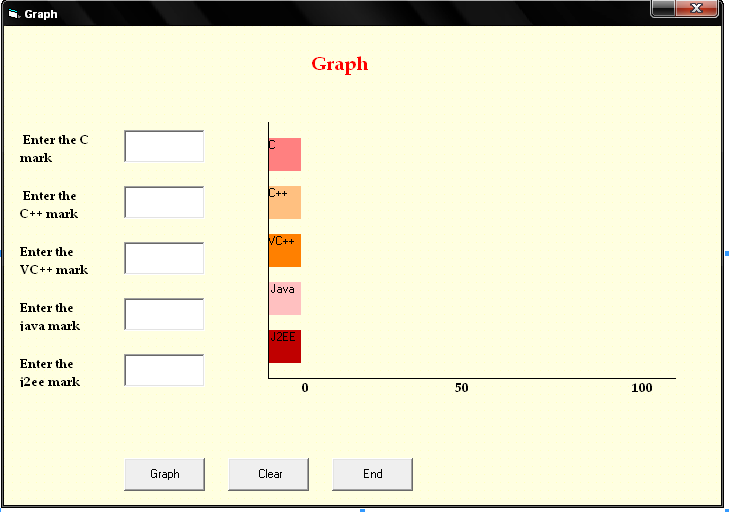 Graph
Graph
Enter the C
mark
Enter the
C++ mark
Enter the
VC++ mark
Enter the
java mark
Enter the
j2ee mark
C
C++
VC++
Java
J2EE
0 50 100
Graph Clear End